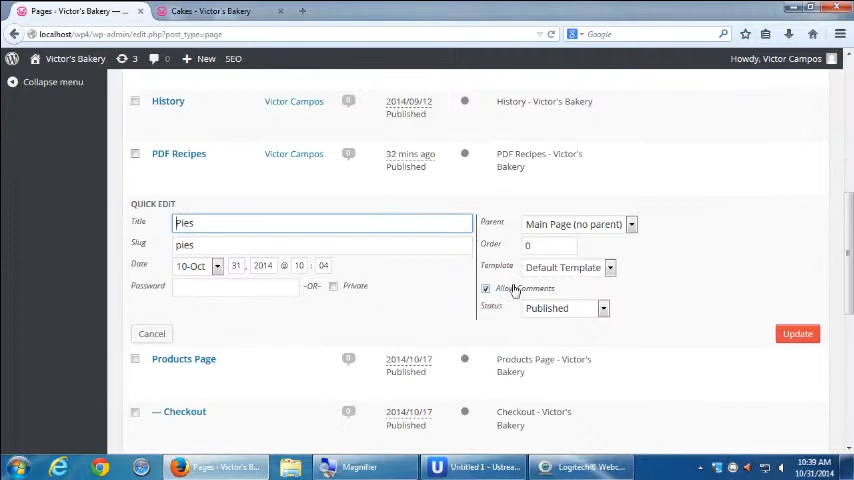 Pages ‹ Victor's Bakery — ...
Cakes - Victor's Bakery
localhost/wp4/wp-admin/edit.php?post_type=page
Google
Victor's Bakery
3
0
New
SEO
Howdy, Victor Campos
Collapse menu
History
Victor Campos
0
2014/09/12
Published
History - Victor's Bakery
PDF Recipes
Victor Campos
0
32 mins ago
Published
PDF Recipes - Victor's
Bakery
QUICK EDIT
Title
Pies
Slug
pies
Date
10-Oct
31, 2014 @ 10 : 04
Password
–OR–
Private
Parent
Main Page (no parent)
Order
0
Template
Default Template
Allow Comments
Status
Published
Cancel
Update
Products Page
0
2014/10/17
Published
Products Page - Victor's
Bakery
— Checkout
0
2014/10/17
Published
Checkout - Victor's
Bakery
Pages ‹ Victor's B...
Magnifier
Untitled 1 - Ustrea...
Logitech® Webc...
10:39 AM
10/31/2014